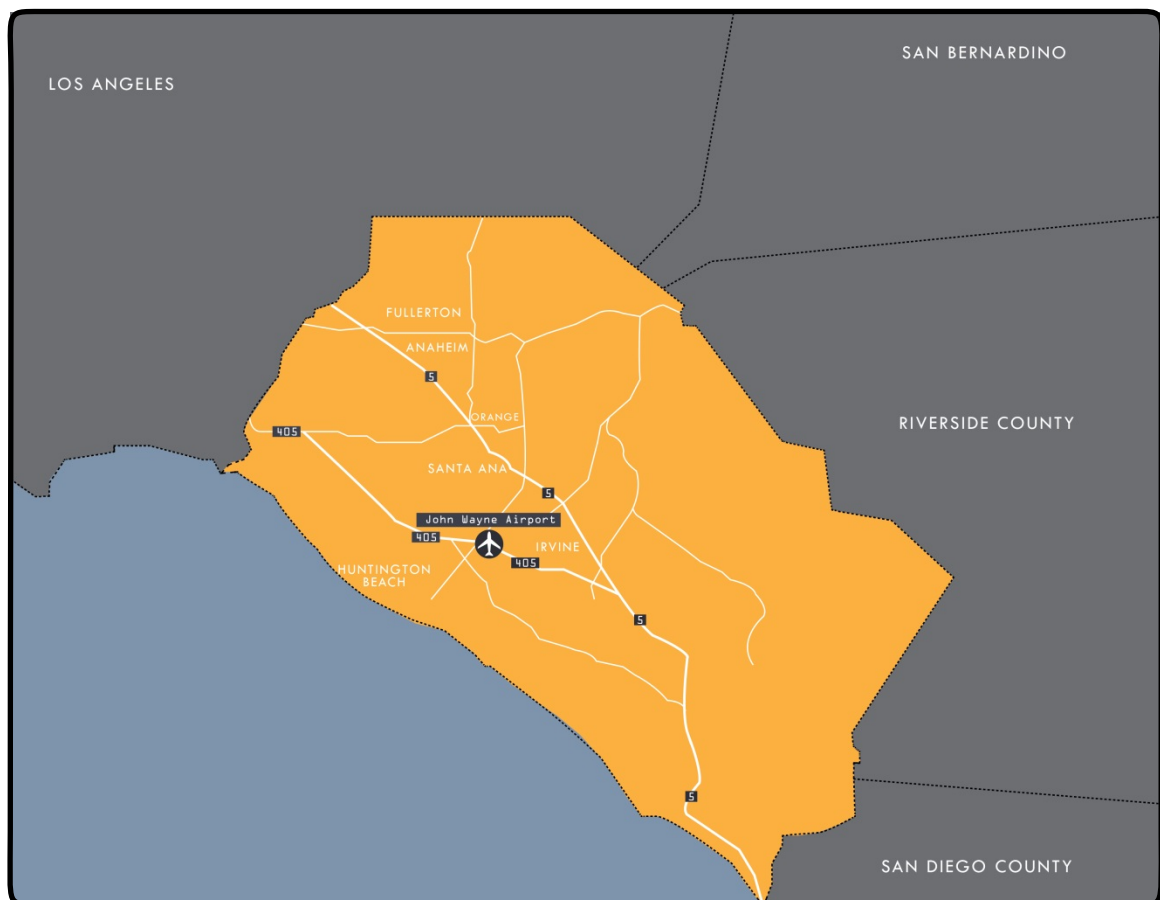 SAN BERNARDINO
LOS ANGELES
FULLERTON
ANAHEIM
5
ORANGE
RIVERSIDE COUNTY
405
SANTA ANA
5
John Wayne Airport
405
IRVINE
405
HUNTINGTON
BEACH
5
5
SAN DIEGO COUNTY